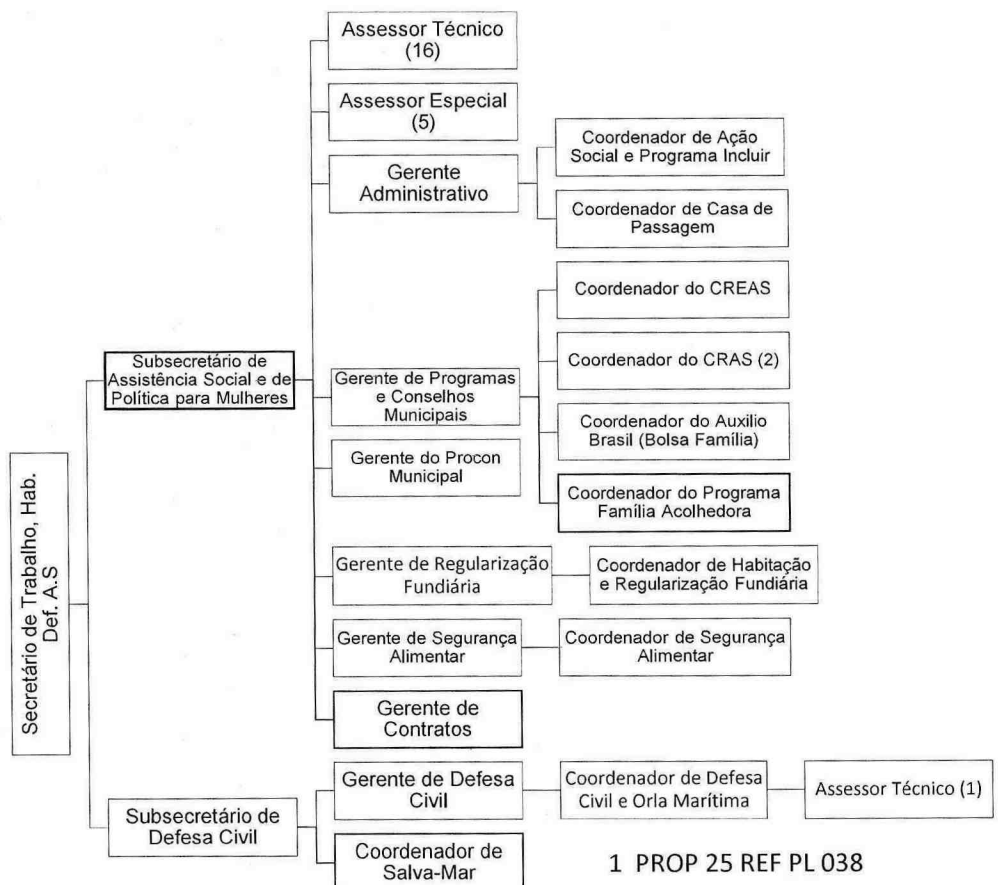 Assessor Técnico
(16)
Assessor Especial
(5)
Gerente
Administrativo
Coordenador de Ação
Social e Programa Incluir
Coordenador de Casa de
Passagem
Subsecretário de
Assistência Social e de
Política para Mulheres
Gerente de Programas
e Conselhos
Municipais
Coordenador do CREAS
Coordenador do CRAS (2)
Coordenador do Auxilio
Brasil (Bolsa Família)
Coordenador do Programa
Família Acolhedora
Gerente do Procon
Municipal
Gerente de Regularização
Fundiária
Coordenador de Habitação
e Regularização Fundiária
Gerente de Segurança
Alimentar
Coordenador de Segurança
Alimentar
Gerente de
Contratos
Secretário de Trabalho, Hab.
Def. A.S
Subsecretário de
Defesa Civil
Gerente de Defesa
Civil
Coordenador de Defesa
Civil e Orla Marítima
Assessor Técnico (1)
Coordenador de
Salva-Mar
1 PROP 25 REF PL 038